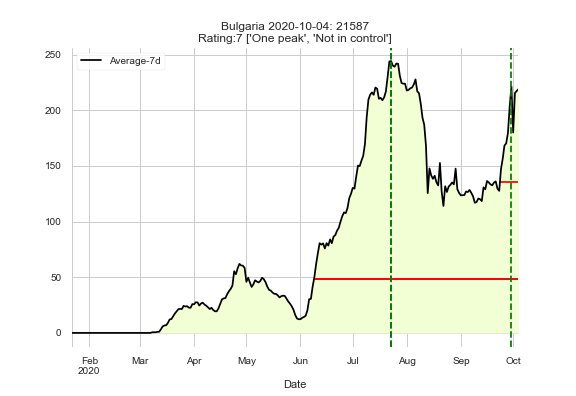 Bulgaria 2020-10-04: 21587
Rating:7 ['One peak', 'Not in control']
Average-7d
250
200
150
100
50
0
Feb Mar Apr May Jun Jul Aug Sep Oct
2020
Date